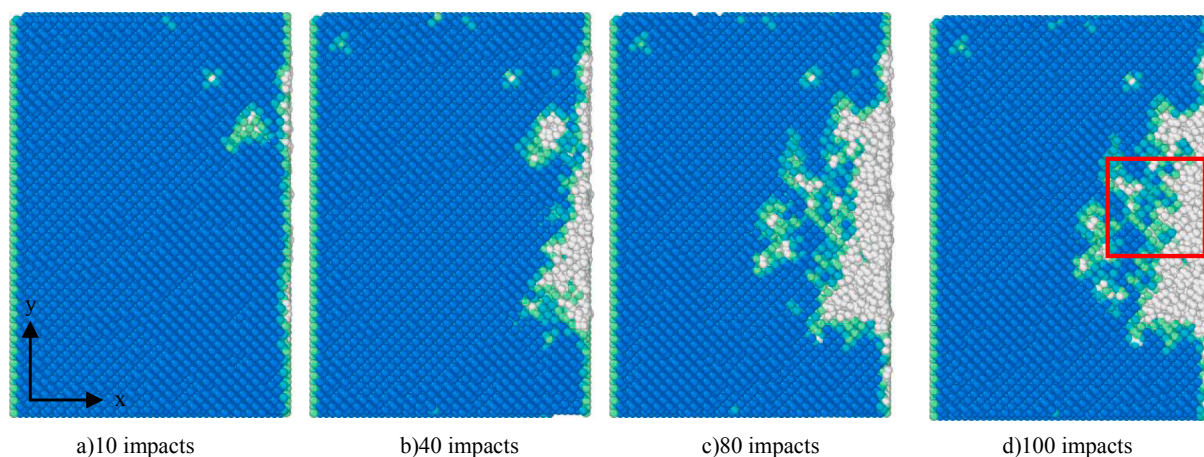 y
x
a)10 impacts
b)40 impacts
c)80 impacts
d)100 impacts